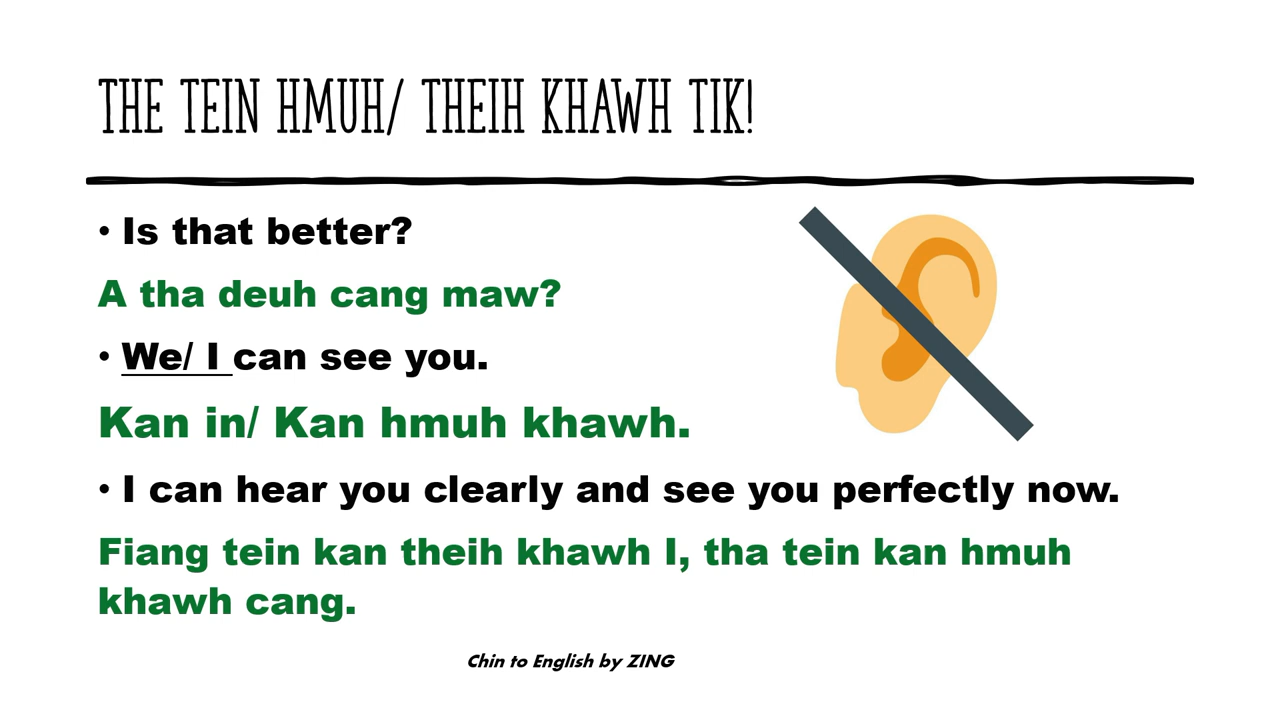 THE TEIN HMUH/ THEIH KHAWH TIK!
• Is that better?
A tha deuh cang maw?
• We/ I can see you.
Kan in/ Kan hmuh khawh.
• I can hear you clearly and see you perfectly now.
Fiang tein kan theih khawh I, tha tein kan hmuh
khawh cang.
Chin to English by ZING